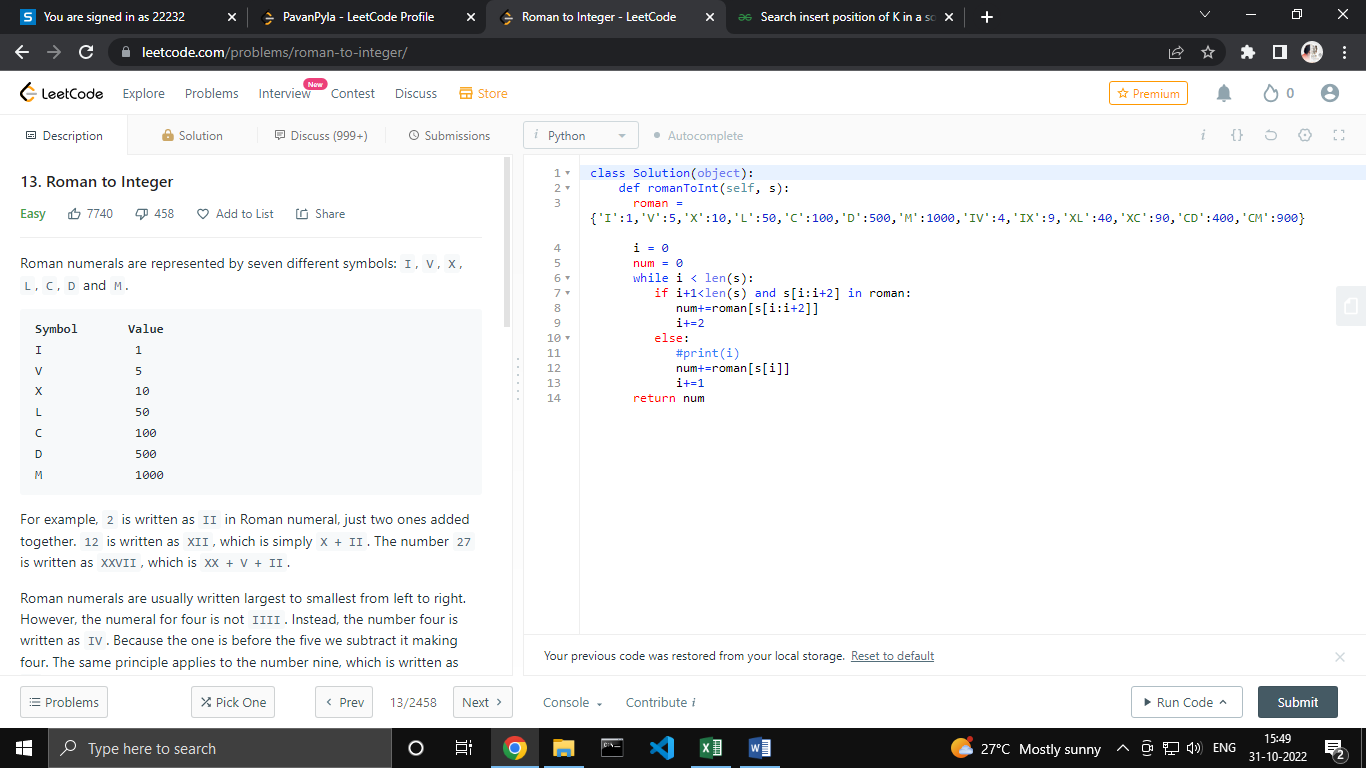 You are signed in as 22232
PavanPyla - LeetCode Profile
Roman to Integer - LeetCode
Search insert position of K in a so
leetcode.com/problems/roman-to-integer/
LeetCode Explore Problems Interview New Contest Discuss Store Premium 0
Description Solution Discuss (999+) Submissions i Python Autocomplete i {}
13. Roman to Integer
Easy 7740 458 Add to List Share
Roman numerals are represented by seven different symbols: I, V, X,
L, C, D and M.
Symbol Value
I 1
V 5
X 10
L 50
C 100
D 500
M 1000
For example, 2 is written as II in Roman numeral, just two ones added
together. 12 is written as XII, which is simply X + II. The number 27
is written as XXVII, which is XX + V + II.
Roman numerals are usually written largest to smallest from left to right.
However, the numeral for four is not IIII. Instead, the number four is
written as IV. Because the one is before the five we subtract it making
four. The same principle applies to the number nine, which is written as
1 class Solution(object):
2 def romanToInt(self, s):
3 roman =
{'I':1,'V':5,'X':10,'L':50,'C':100,'D':500,'M':1000,'IV':4,'IX':9,'XL':40,'XC':90,'CD':400,'CM':900}
4 i = 0
5 num = 0
6 while i < len(s):
7 if i+1<len(s) and s[i:i+2] in roman:
8 num+=roman[s[i:i+2]]
9 i+=2
10 else:
11 #print(i)
12 num+=roman[s[i]]
13 i+=1
14 return num
Your previous code was restored from your local storage. Reset to default
Problems Pick One Prev 13/2458 Next Console Contribute i Run Code Submit
Type here to search
27°C Mostly sunny
ENG
15:49
31-10-2022
2